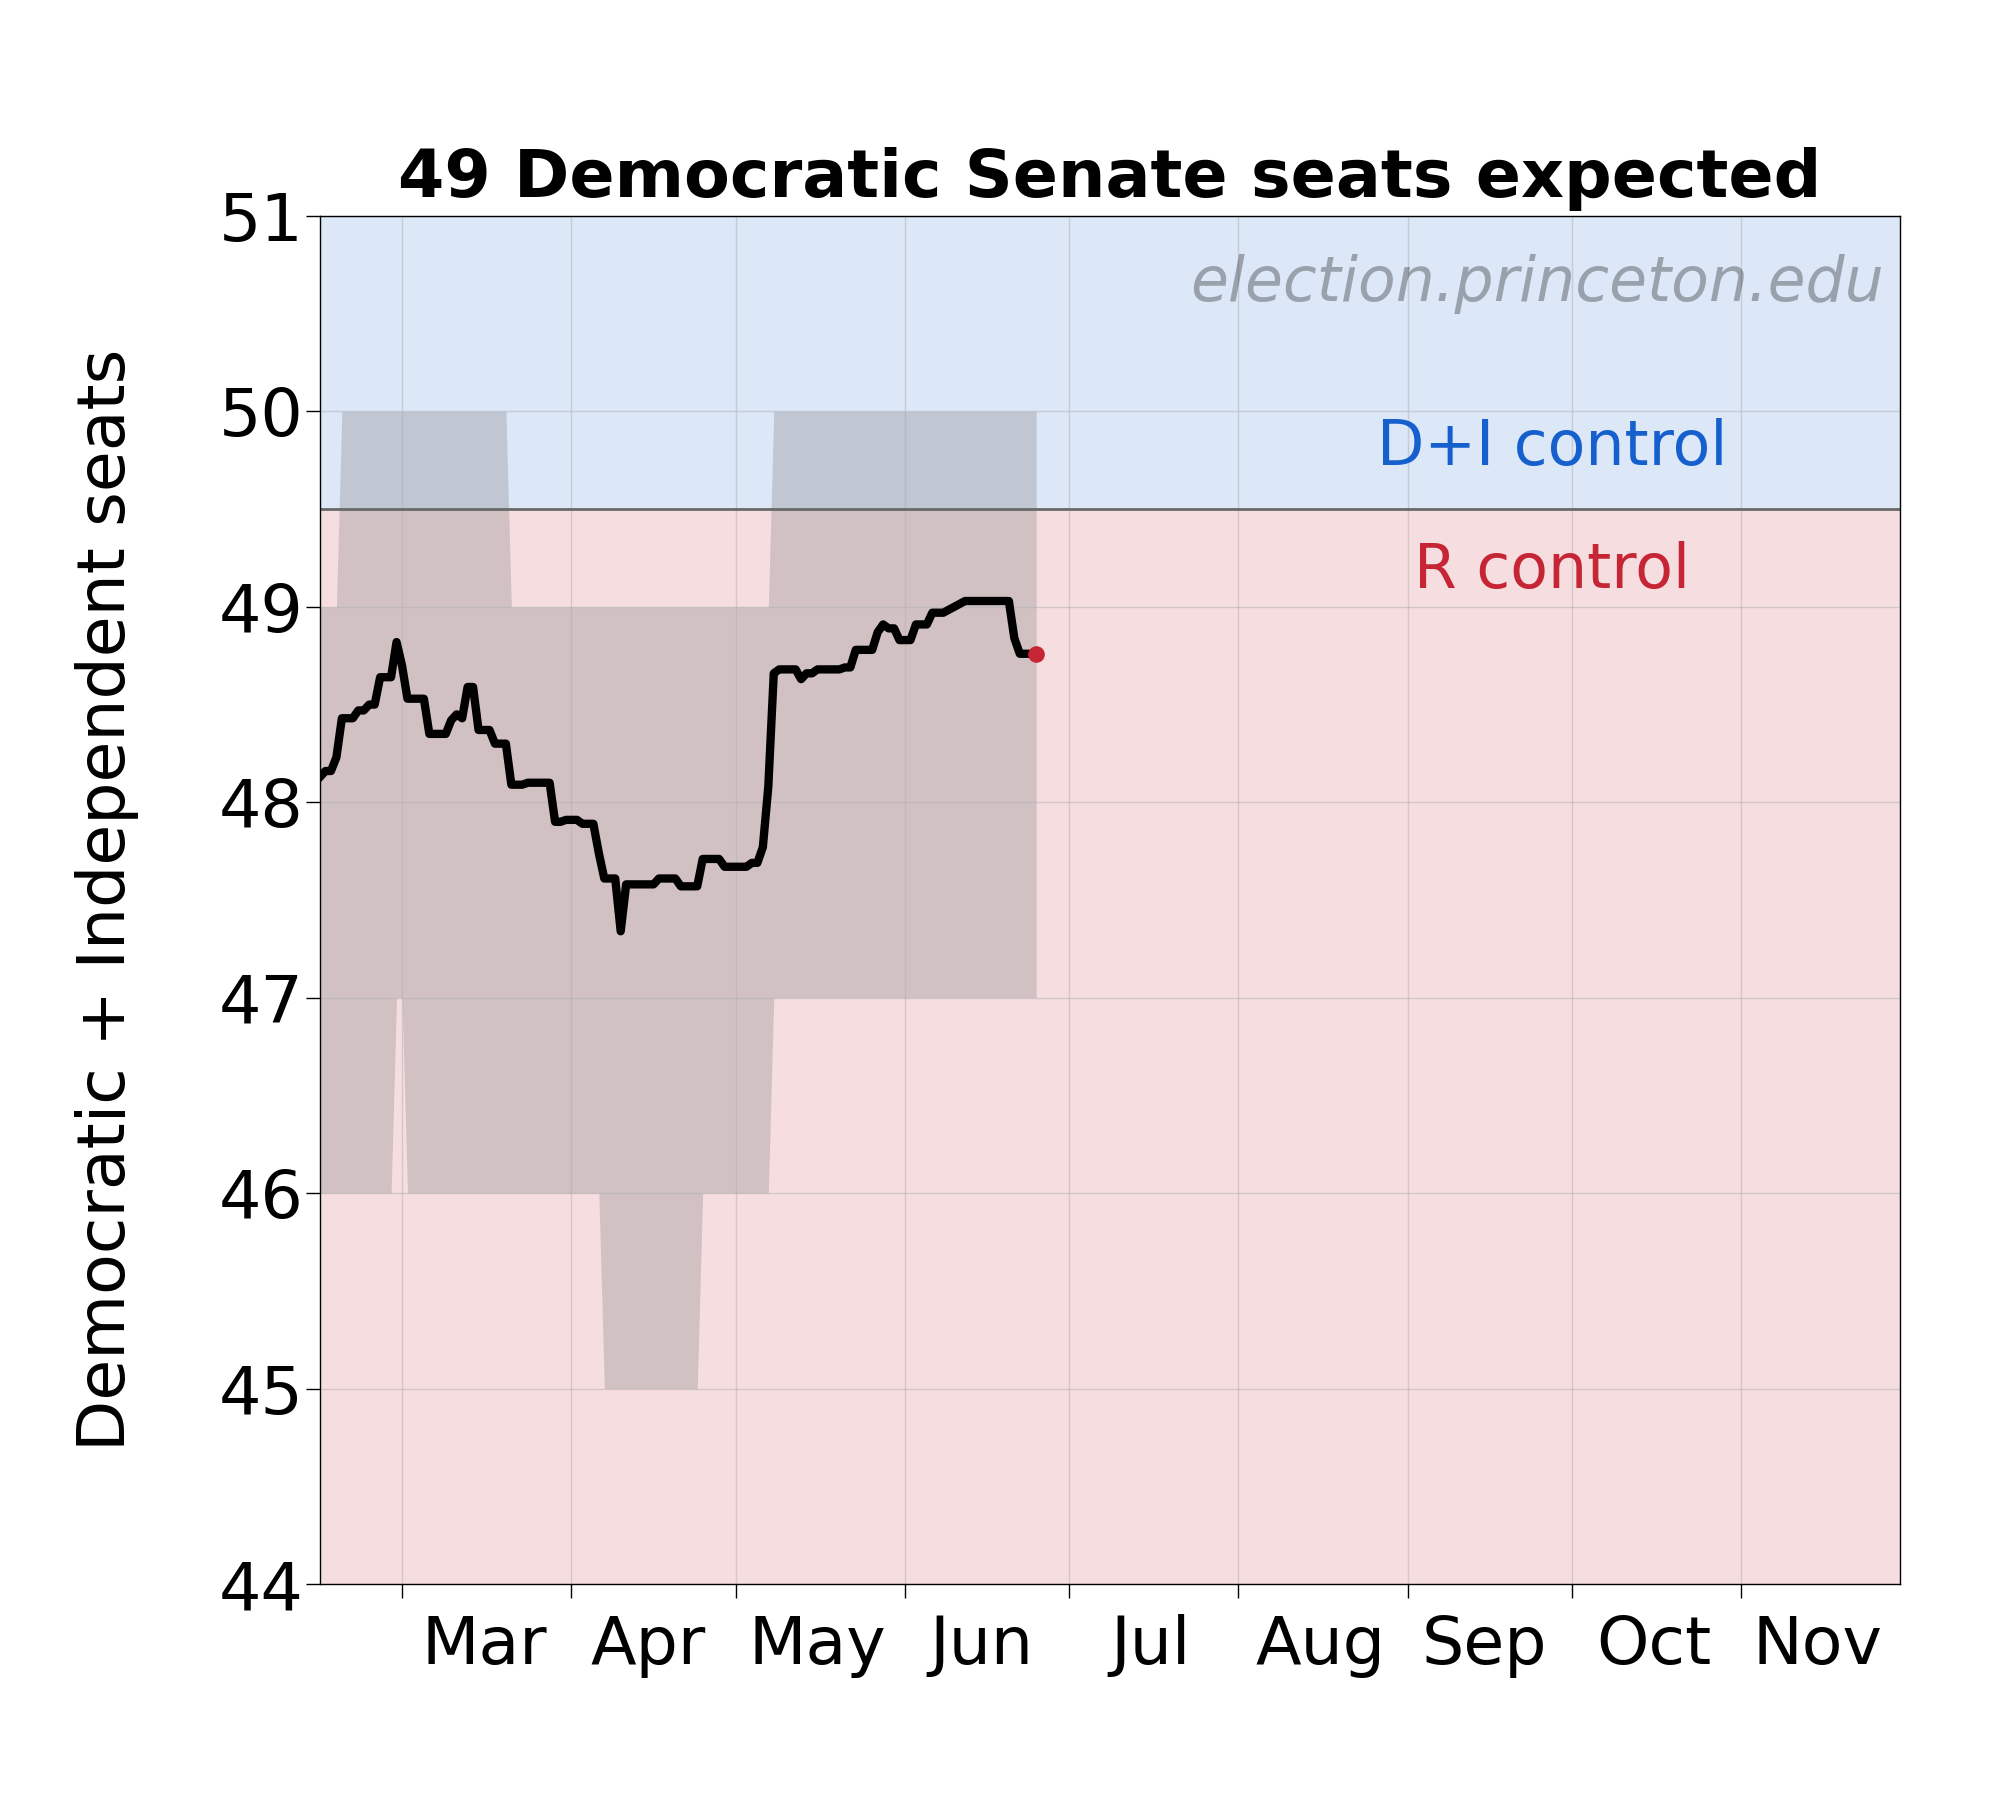 49 Democratic Senate seats expected
election.princeton.edu
D+I control
R control
Democratic + Independent seats
51
50
49
48
47
46
45
44
Mar Apr May Jun Jul Aug Sep Oct Nov